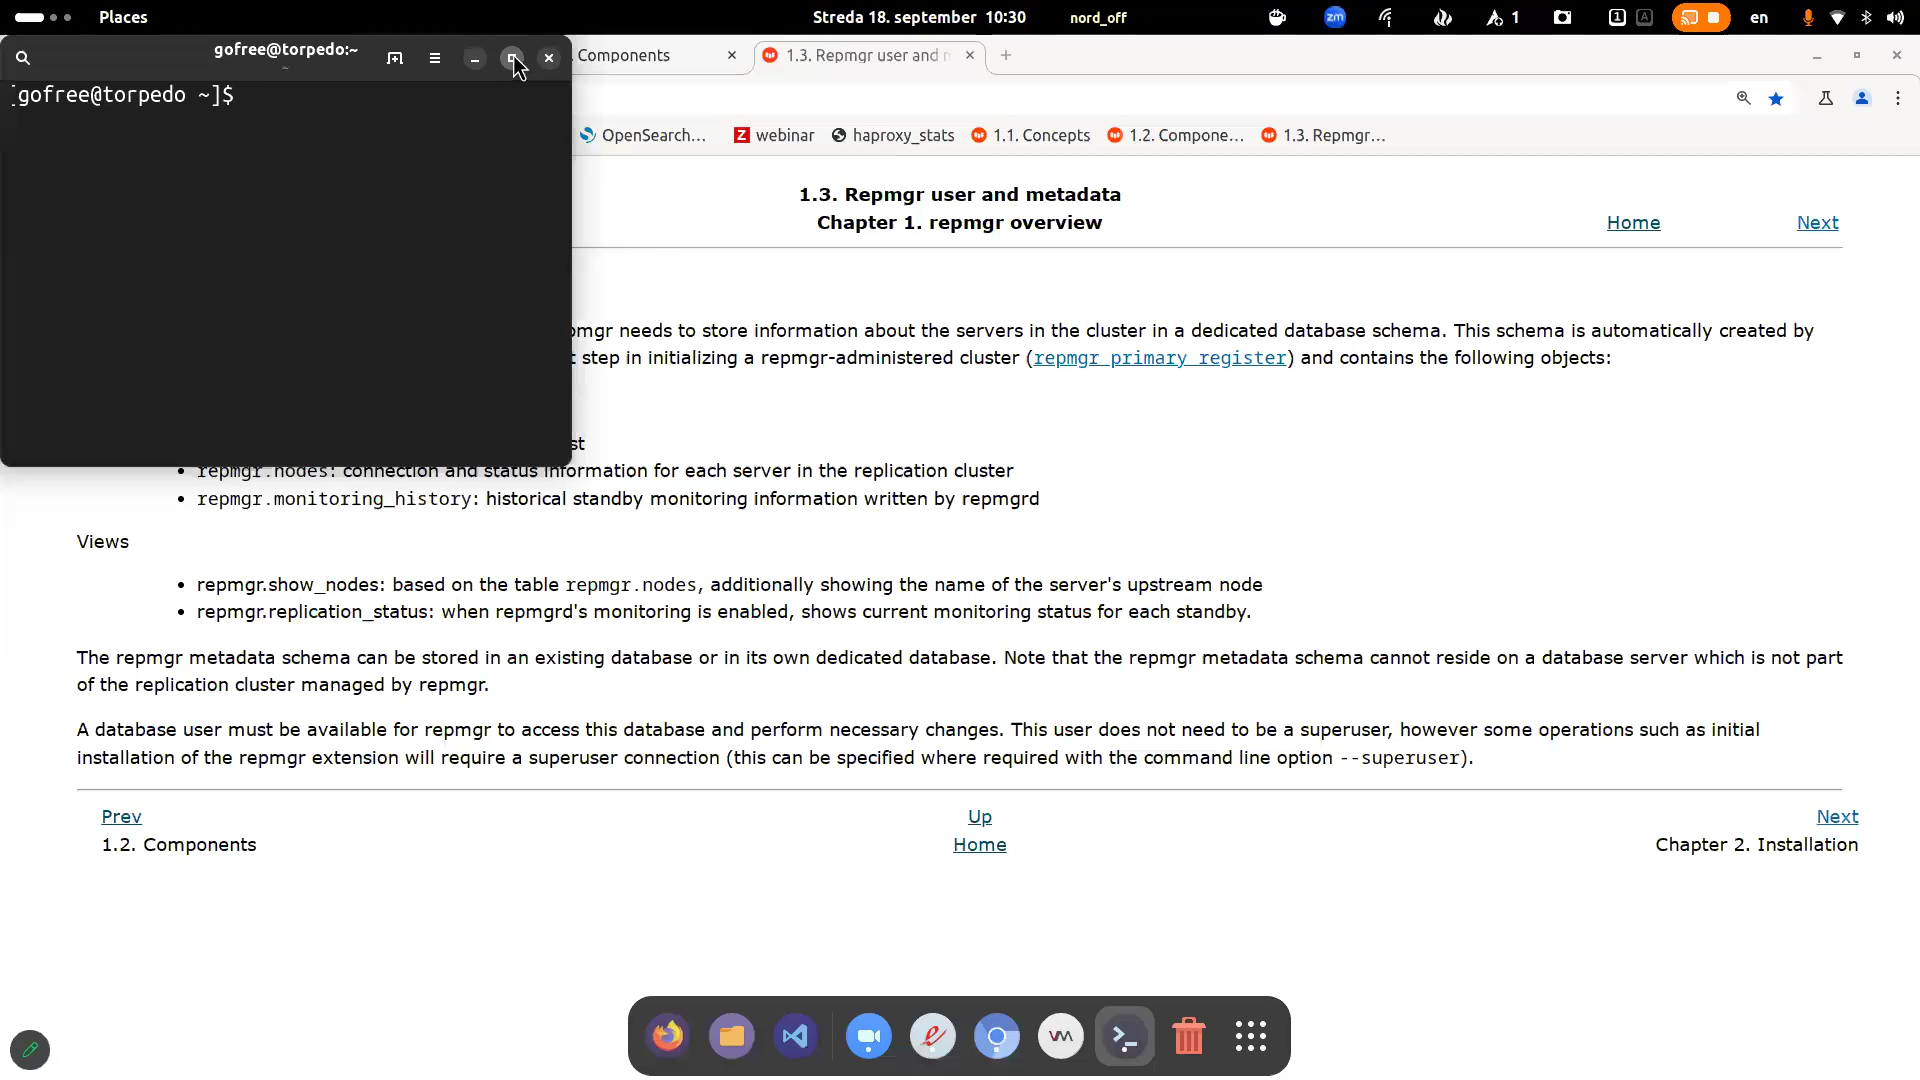 Places
Streda 18. september 10:30
nord_off
zm
1
1
A
en
gofree@torpedo:~
~
Components
1.3. Repmgr user and m
[gofree@torpedo ~]$
OpenSearch...
Z webinar
haproxy_stats
1.1. Concepts
1.2. Compone...
1.3. Repmgr...
1.3. Repmgr user and metadata
Chapter 1. repmgr overview
Home
Next
needs to store information about the servers in the cluster in a dedicated database schema. This schema is automatically created by
step in initializing a repmgr-administered cluster (repmgr primary register) and contains the following objects:
• repmgr.nodes: connection and status information for each server in the replication cluster
• repmgr.monitoring_history: historical standby monitoring information written by repmgrd
Views
• repmgr.show_nodes: based on the table repmgr.nodes, additionally showing the name of the server's upstream node
• repmgr.replication_status: when repmgrd's monitoring is enabled, shows current monitoring status for each standby.
The repmgr metadata schema can be stored in an existing database or in its own dedicated database. Note that the repmgr metadata schema cannot reside on a database server which is not part
of the replication cluster managed by repmgr.
A database user must be available for repmgr to access this database and perform necessary changes. This user does not need to be a superuser, however some operations such as initial
installation of the repmgr extension will require a superuser connection (this can be specified where required with the command line option --superuser).
Prev
Up
Next
1.2. Components
Home
Chapter 2. Installation